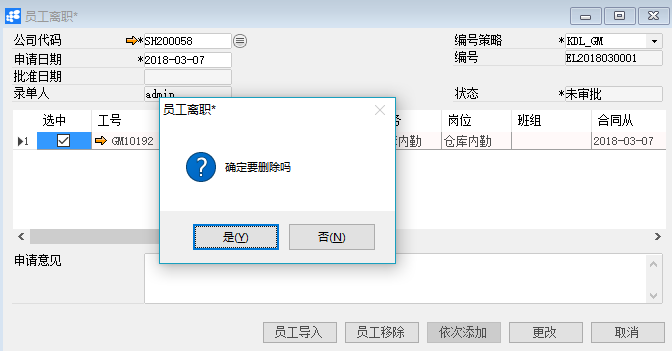 员工离职*
公司代码 *SH200058 编号策略 *KDL_GM
申请日期 *2018-03-07 编号 EL2018030001
批准日期
录单人 admin 状态 *未审批
选中 工号 岗位 班组 合同从
1 GM10192 内勤 仓库内勤 2018-03-07
员工离职*
确定要删除吗
是(Y) 否(N)
申请意见
员工导入 员工移除 依次添加 更改 取消